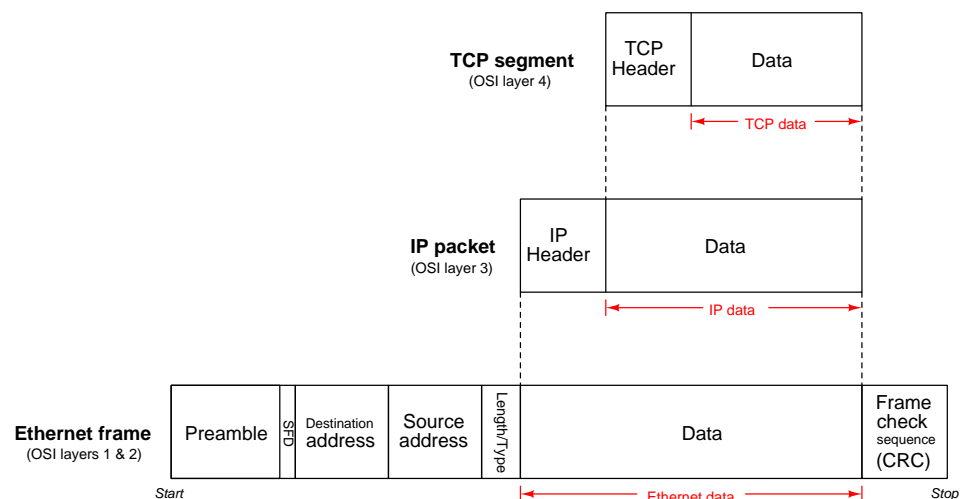 TCP segment
(OSI layer 4)
TCP
Header
Data
TCP data
IP packet
(OSI layer 3)
IP
Header
Data
IP data
Ethernet frame
(OSI layers 1 & 2)
Preamble
SFD
Destination
address
Source
address
Length/Type
Data
Frame
check
sequence
(CRC)
Start
Ethernet data
Stop